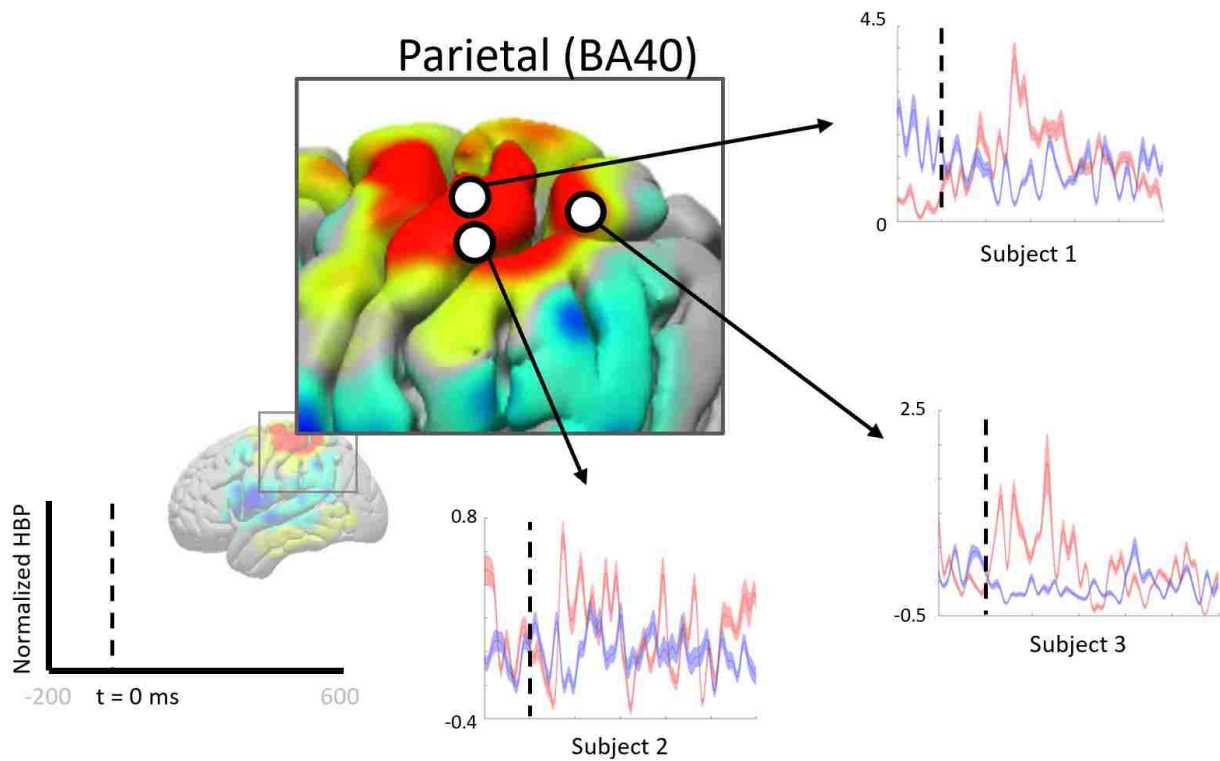 Parietal (BA40)
4.5
0
Subject 1
2.5
-0.5
Subject 3
0.8
-0.4
Subject 2
Normalized HBP
-200
t = 0 ms
600